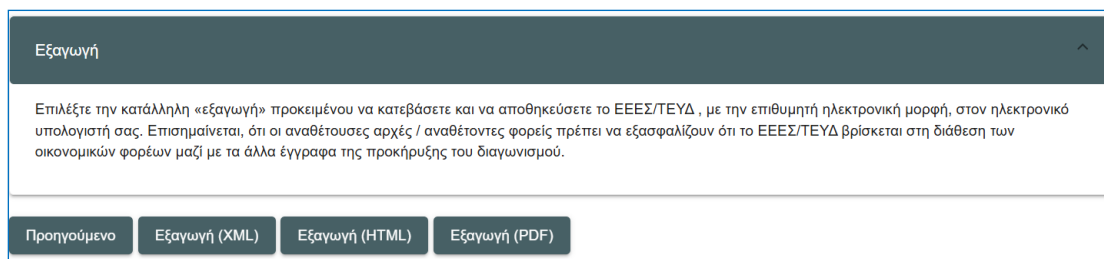 Εξαγωγή
Επιλέξτε την κατάλληλη «εξαγωγή» προκειμένου να κατεβάσετε και να αποθηκεύσετε το ΕΕΕΣ/ΤΕΥΔ , με την επιθυμητή ηλεκτρονική μορφή, στον ηλεκτρονικό
υπολογιστή σας. Επισημαίνεται, ότι οι αναθέτουσες αρχές / αναθέτοντες φορείς πρέπει να εξασφαλίζουν ότι το ΕΕΕΣ/ΤΕΥΔ βρίσκεται στη διάθεση των
οικονομικών φορέων μαζί με τα άλλα έγγραφα της προκήρυξης του διαγωνισμού.
Προηγούμενο Εξαγωγή (XML) Εξαγωγή (HTML) Εξαγωγή (PDF)